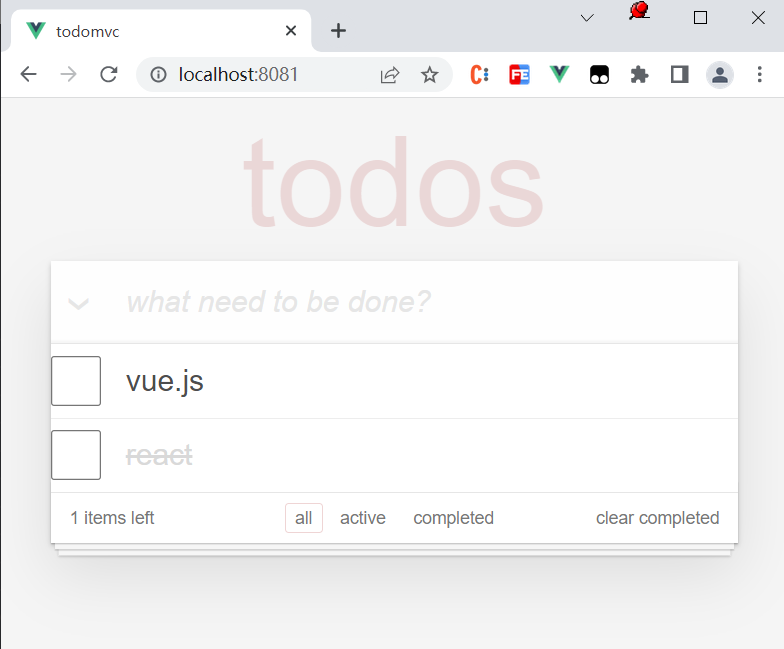 todomvc
localhost:8081
C:
FE
todos
what need to be done?
vue.js
react
1 items left
all active completed
clear completed